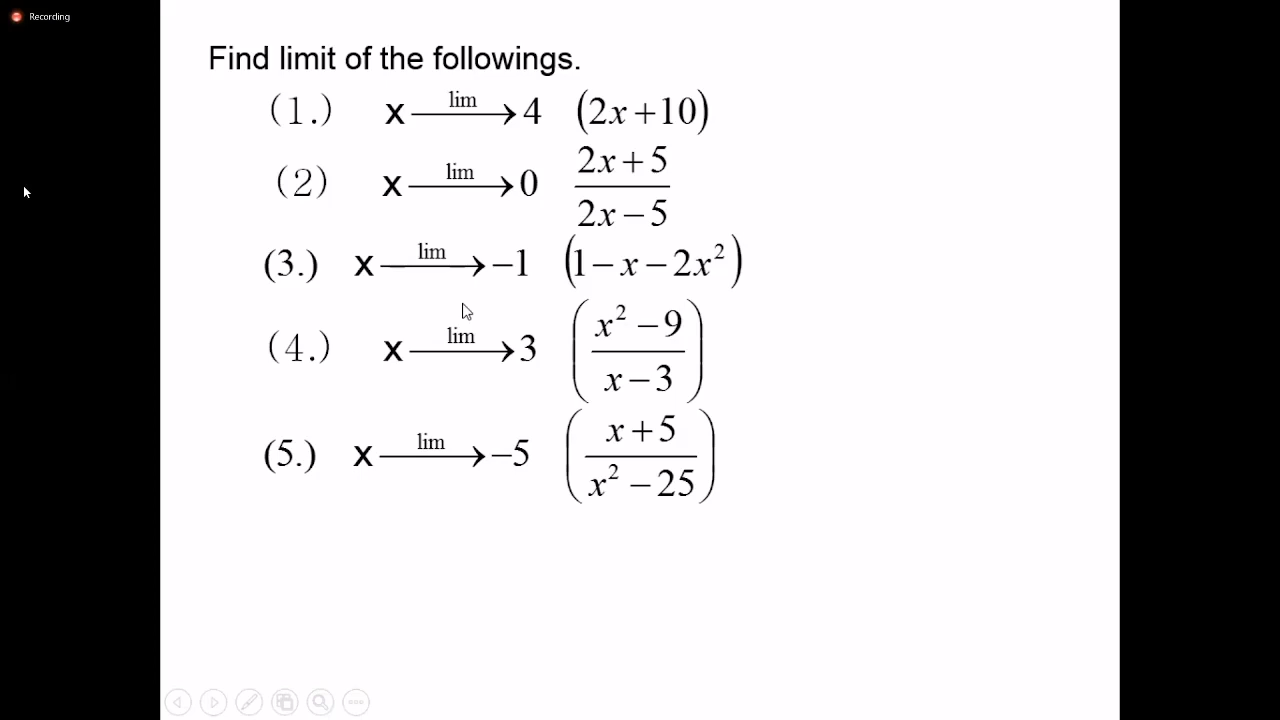 Recording
Find limit of the followings.
(1.) x lim→ 4 (2x+10)
(2) x lim→ 0 (2x+5)/(2x−5)
(3.) x lim→ −1 (1−x−2x²)
(4.) x lim→ 3 ((x²−9)/(x−3))
(5.) x lim→ −5 ((x+5)/(x²−25))